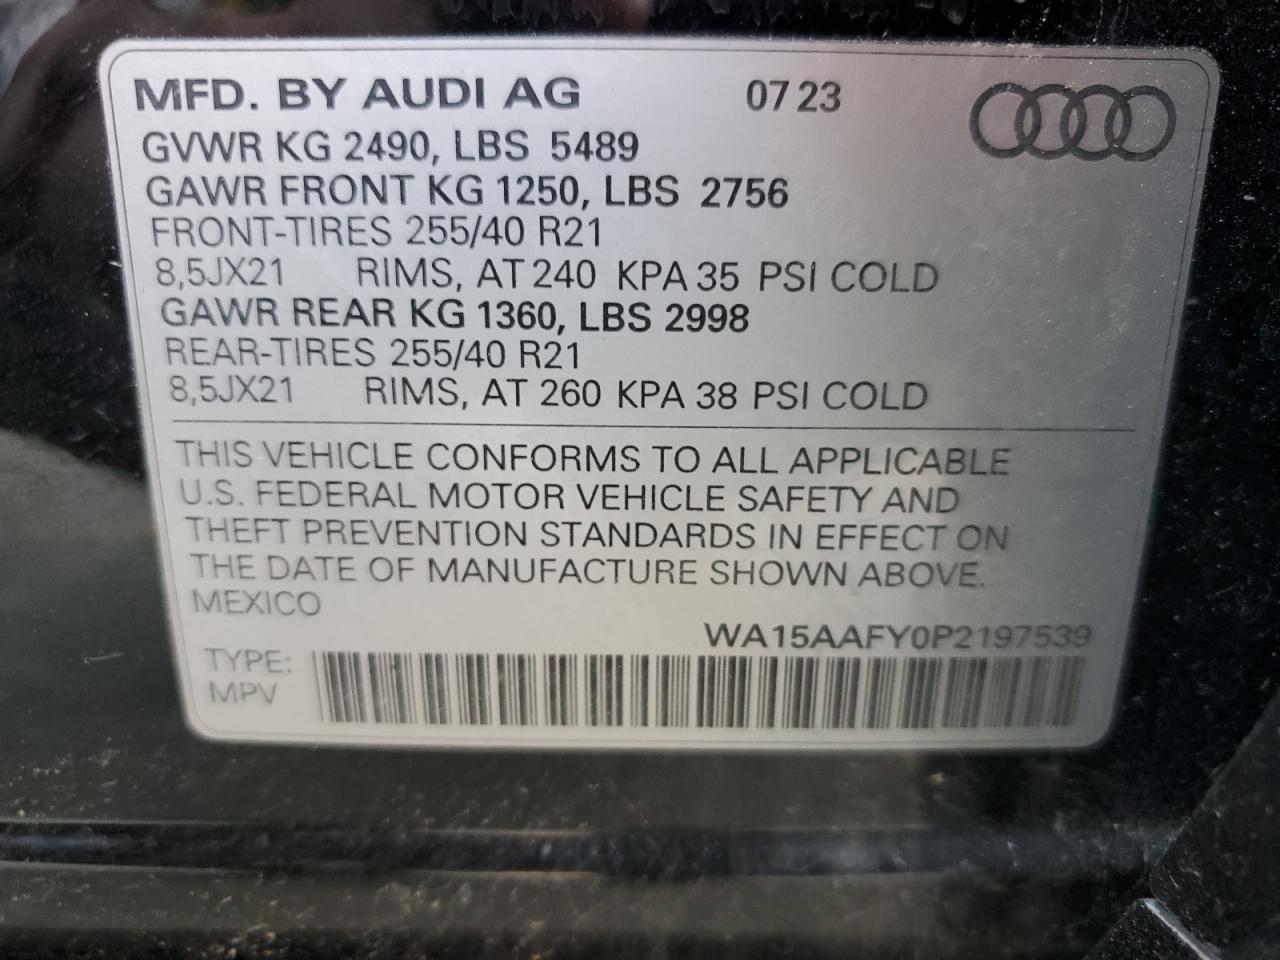 MFD. BY AUDI AG 07 23
GVWR KG 2490, LBS 5489
GAWR FRONT KG 1250, LBS 2756
FRONT-TIRES 255/40 R21
8,5JX21 RIMS, AT 240 KPA 35 PSI COLD
GAWR REAR KG 1360, LBS 2998
REAR-TIRES 255/40 R21
8,5JX21 RIMS, AT 260 KPA 38 PSI COLD
THIS VEHICLE CONFORMS TO ALL APPLICABLE
U.S. FEDERAL MOTOR VEHICLE SAFETY AND
THEFT PREVENTION STANDARDS IN EFFECT ON
THE DATE OF MANUFACTURE SHOWN ABOVE.
MEXICO
WA15AAFY0P2197539
TYPE:
MPV